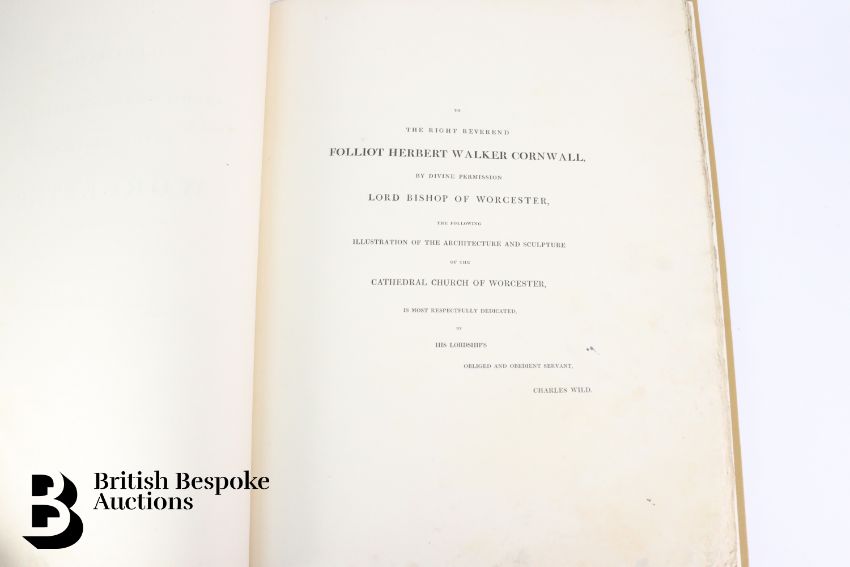 TO
THE RIGHT REVEREND
FOLLIOT HERBERT WALKER CORNWALL,
BY DIVINE PERMISSION
LORD BISHOP OF WORCESTER,
THE FOLLOWING
ILLUSTRATION OF THE ARCHITECTURE AND SCULPTURE
OF THE
CATHEDRAL CHURCH OF WORCESTER,
IS MOST RESPECTFULLY DEDICATED,
BY
HIS LORDSHIP'S
OBLIGED AND OBEDIENT SERVANT,
CHARLES WILD.
British Bespoke
Auctions